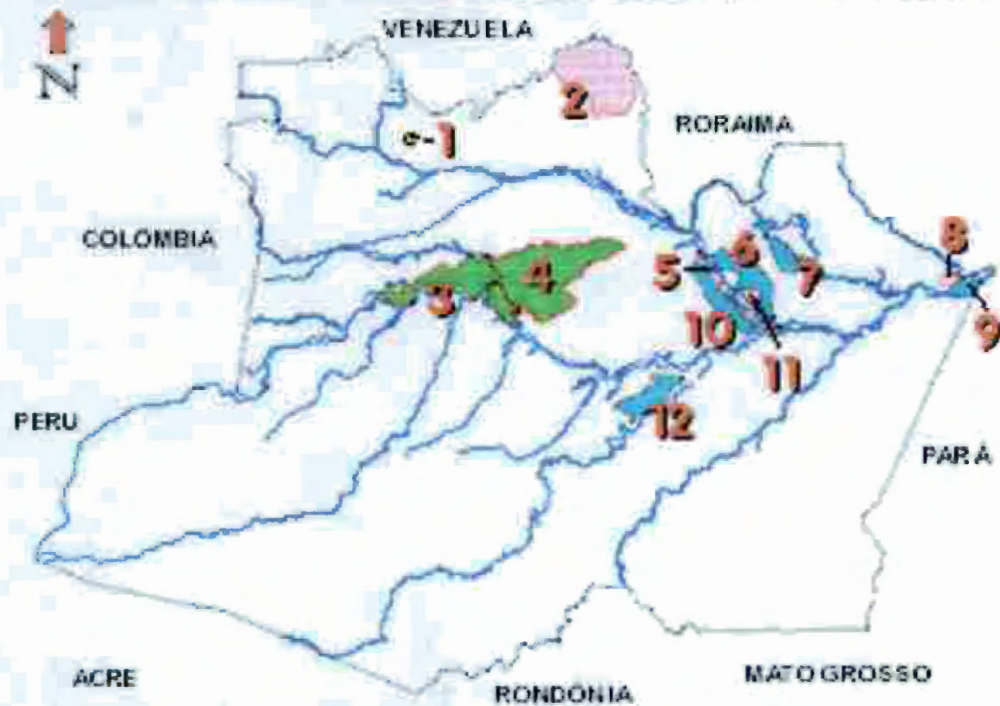 N
VENEZUELA
2
RORAIMA
1
COLOMBIA
3
4
5
6
7
8
9
10
11
12
PERU
PARÁ
ACRE
RONDÔNIA
MATO GROSSO